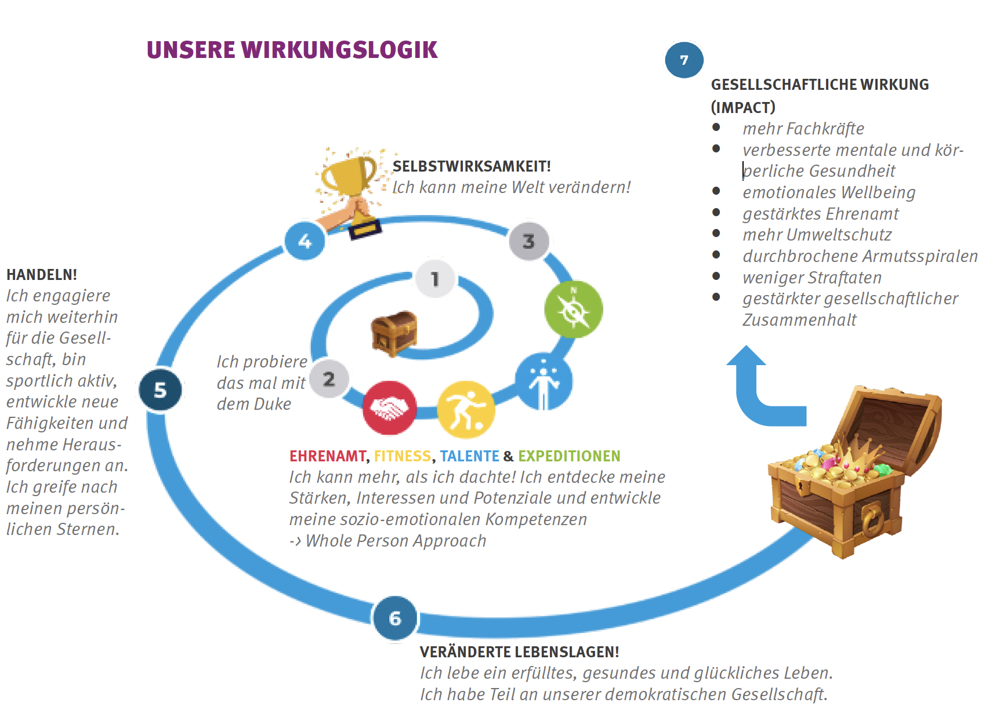 UNSERE WIRKUNGSLOGIK
7
GESELLSCHAFTLICHE WIRKUNG
(IMPACT)
● mehr Fachkräfte
● verbesserte mentale und kör-
perliche Gesundheit
● emotionales Wellbeing
● gestärktes Ehrenamt
● mehr Umweltschutz
● durchbrochene Armutsspiralen
● weniger Straftaten
● gestärkter gesellschaftlicher
Zusammenhalt
SELBSTWIRKSAMKEIT!
Ich kann meine Welt verändern!
4
3
1
N
HANDELN!
Ich engagiere
mich weiterhin
für die Gesell-
schaft, bin
sportlich aktiv,
entwickle neue
Fähigkeiten und
nehme Heraus-
forderungen an.
Ich greife nach
meinen persön-
lichen Sternen.
5
Ich probiere
das mal mit
dem Duke
2
EHRENAMT, FITNESS, TALENTE & EXPEDITIONEN
Ich kann mehr, als ich dachte! Ich entdecke meine
Stärken, Interessen und Potenziale und entwickle
meine sozio-emotionalen Kompetenzen
-> Whole Person Approach
6
VERÄNDERTE LEBENSLAGEN!
Ich lebe ein erfülltes, gesundes und glückliches Leben.
Ich habe Teil an unserer demokratischen Gesellschaft.